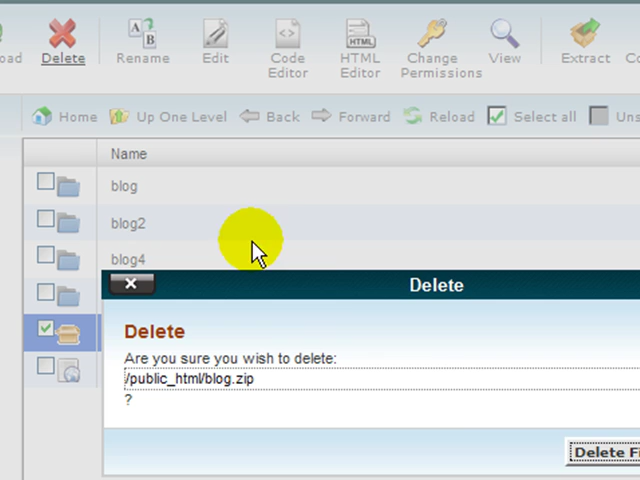 oad Delete Rename Edit Code Editor HTML Editor Change Permissions View Extract Co
Home Up One Level Back Forward Reload Select all Uns
Name
blog
blog2
blog4
Delete
Delete
Are you sure you wish to delete:
/public_html/blog.zip
?
Delete Fi